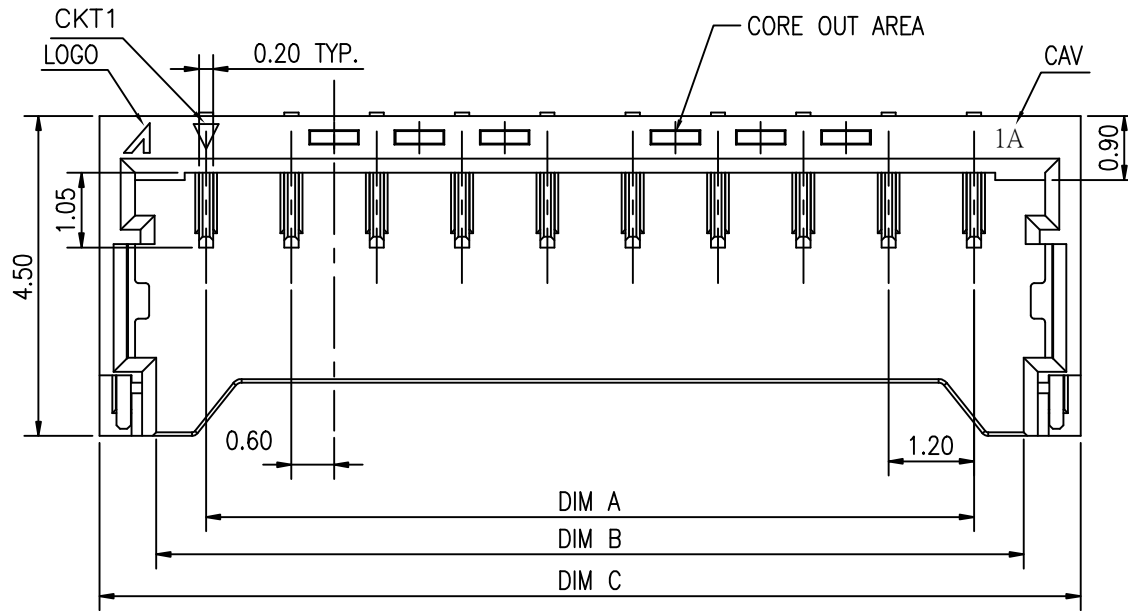 CKT1
LOGO
0.20 TYP.
CORE OUT AREA
CAV
1A
0.90
1.05
4.50
0.60
1.20
DIM A
DIM B
DIM C